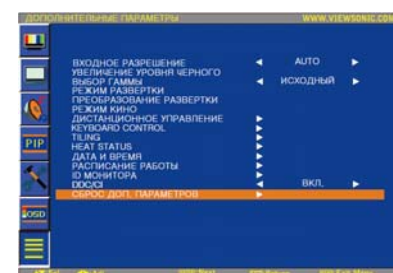 ДОПОЛНИТЕЛЬНЫЕ ПАРАМЕТРЫ WWW.VIEWSONIC.COM
ВХОДНОЕ РАЗРЕШЕНИЕ AUTO
УВЕЛИЧЕНИЕ УРОВНЯ ЧЕРНОГО
ВЫБОР ГАММЫ ИСХОДНЫЙ
РЕЖИМ РАЗВЕРТКИ
ПРЕОБРАЗОВАНИЕ РАЗВЕРТКИ
РЕЖИМ КИНО
ДИСТАНЦИОННОЕ УПРАВЛЕНИЕ
KEYBOARD CONTROL
TILING
HEAT STATUS
ДАТА И ВРЕМЯ
РАСПИСАНИЕ РАБОТЫ
ID МОНИТОРА
DDC/CI ВКЛ.
СБРОС ДОП. ПАРАМЕТРОВ
PIP
OSD